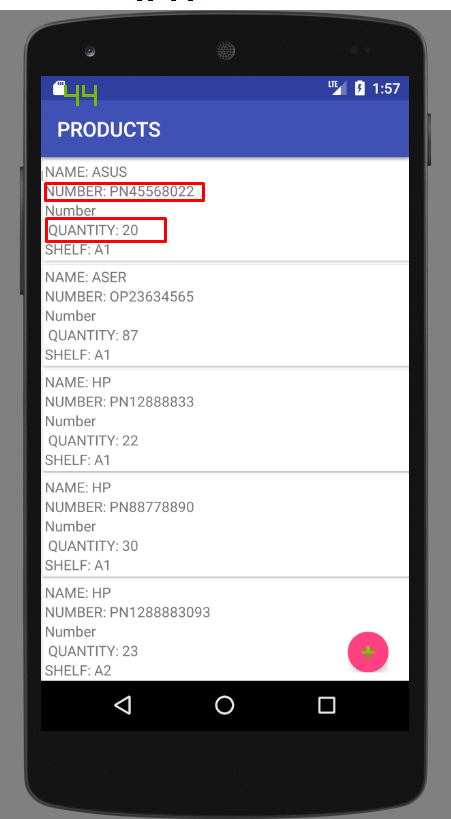 44
LTE
1:57
PRODUCTS
NAME: ASUS
NUMBER: PN45568022
Number
QUANTITY: 20
SHELF: A1
NAME: ASER
NUMBER: OP23634565
Number
QUANTITY: 87
SHELF: A1
NAME: HP
NUMBER: PN12888833
Number
QUANTITY: 22
SHELF: A1
NAME: HP
NUMBER: PN88778890
Number
QUANTITY: 30
SHELF: A1
NAME: HP
NUMBER: PN1288883093
Number
QUANTITY: 23
SHELF: A2